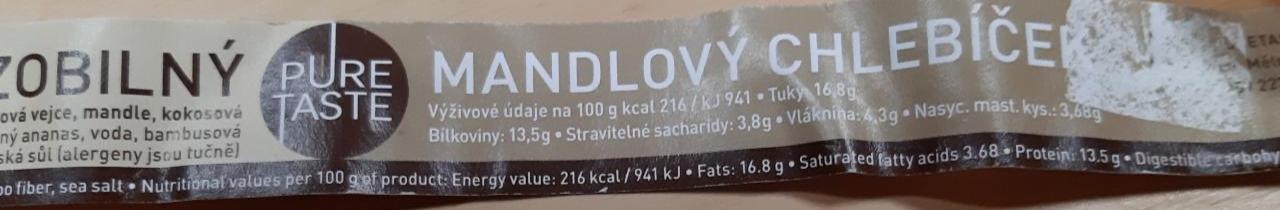 ZOBILNÝ
ová vejce, mandle, kokosová
ný ananas, voda, bambusová
ská sůl (alergeny jsou tučně)
PURE
TASTE
MANDLOVÝ CHLEBÍČEK
Výživové údaje na 100 g kcal 216 / kJ 941 • Tuky 16,8g
Bílkoviny: 13,5g • Stravitelné sacharidy: 3,8g • Vláknina: 4,3g • Nasyc. mast. kys.: 3,68g
oo fiber, sea salt • Nutritional values per 100 g of product: Energy value: 216 kcal / 941 kJ • Fats: 16.8 g • Saturated fatty acids 3.68 • Protein: 13.5 g • Digestible carbohy
ETA